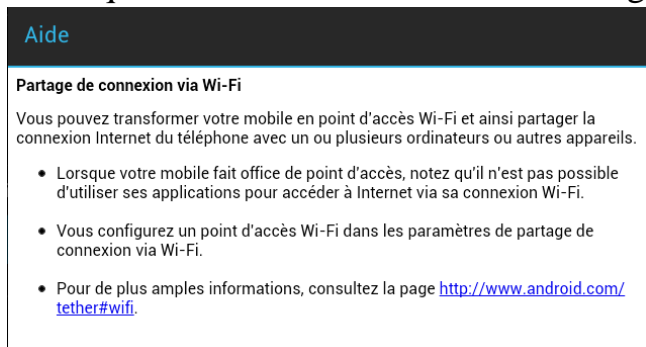 Aide
Partage de connexion via Wi-Fi
Vous pouvez transformer votre mobile en point d'accès Wi-Fi et ainsi partager la
connexion Internet du téléphone avec un ou plusieurs ordinateurs ou autres appareils.
• Lorsque votre mobile fait office de point d'accès, notez qu'il n'est pas possible
d'utiliser ses applications pour accéder à Internet via sa connexion Wi-Fi.
• Vous configurez un point d'accès Wi-Fi dans les paramètres de partage de
connexion via Wi-Fi.
• Pour de plus amples informations, consultez la page http://www.android.com/
tether#wifi.